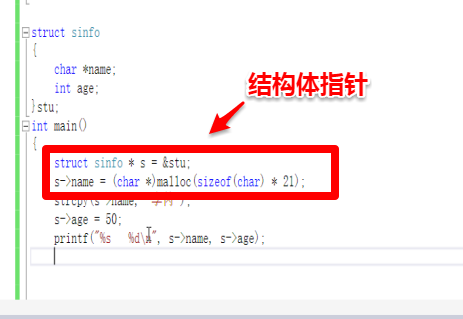 struct sinfo
{
char *name;
int age;
}stu;
结构体指针
int main()
{
struct sinfo * s = &stu;
s->name = (char *)malloc(sizeof(char) * 21);
strcpy(s->name, " ");
s->age = 50;
printf("%s %d\n", s->name, s->age);